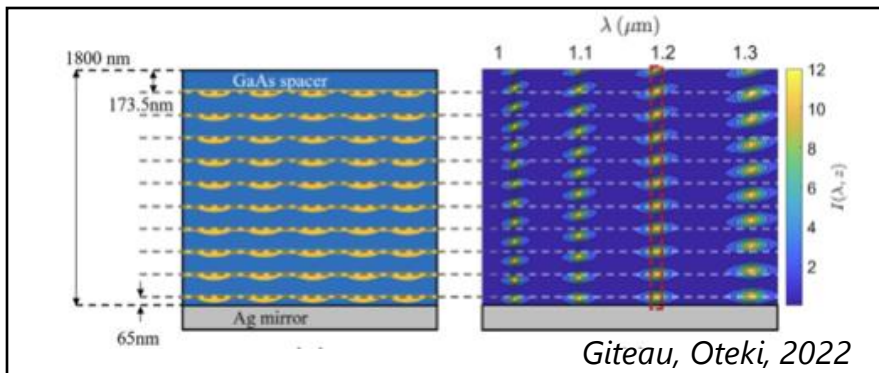 λ (μm)
1800 nm
1 1.1 1.2 1.3
GaAs spacer
173.5nm
12
10
8
6
4
2
I(λ, z)
Ag mirror
65nm
Giteau, Oteki, 2022